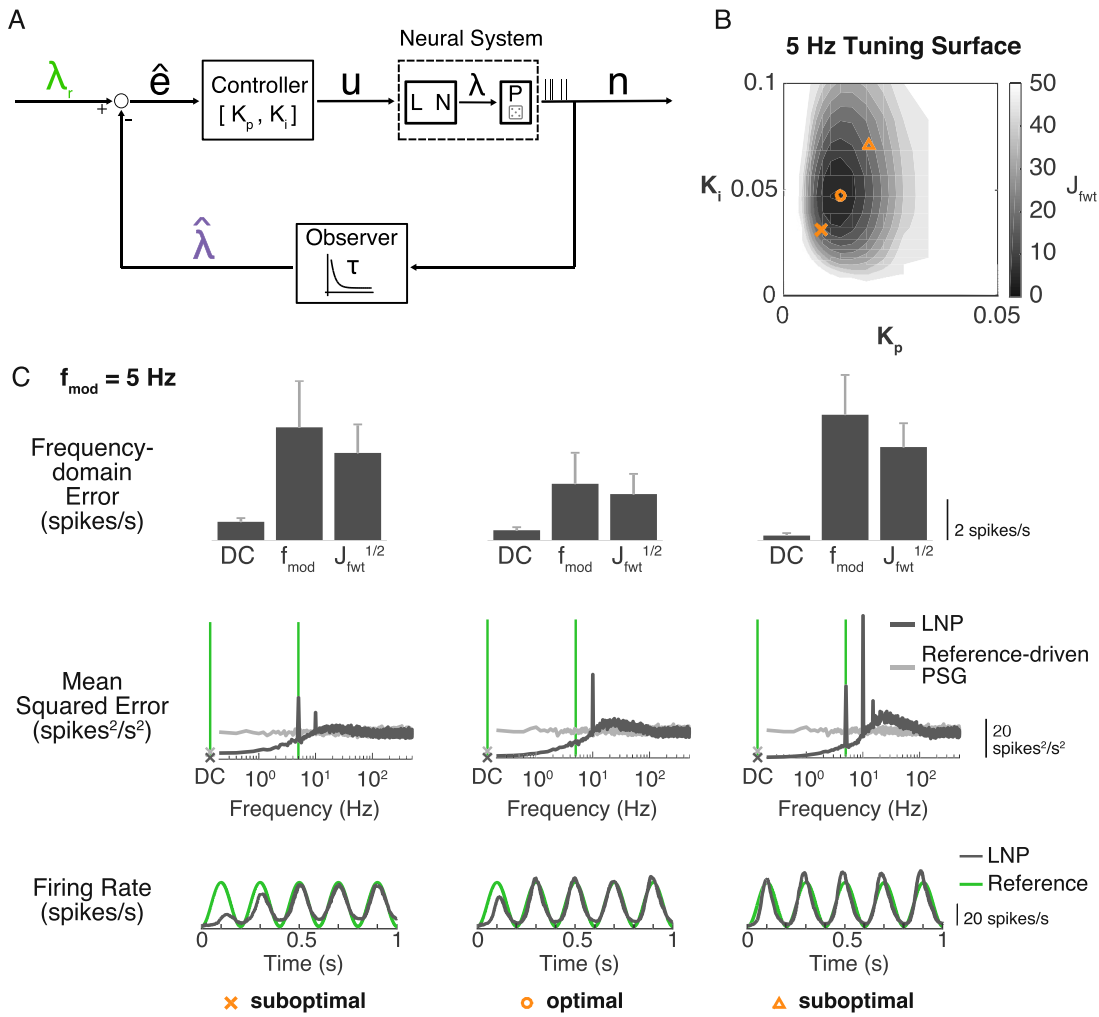 A
λr
+
−
ê
Controller
[ Kp , Ki ]
u
Neural System
L N
λ
P
n
λ̂
Observer
τ
B
5 Hz Tuning Surface
0.1
0.05
0
Ki
0
0.05
Kp
50
40
30
20
10
0
Jfwt
C fmod = 5 Hz
Frequency-
domain
Error
(spikes/s)
DC fmod Jfwt1/2
DC fmod Jfwt1/2
DC fmod Jfwt1/2
2 spikes/s
Mean
Squared Error
(spikes²/s²)
LNP
Reference-driven
PSG
20
spikes²/s²
DC 10⁰ 10¹ 10²
Frequency (Hz)
DC 10⁰ 10¹ 10²
Frequency (Hz)
DC 10⁰ 10¹ 10²
Frequency (Hz)
Firing Rate
(spikes/s)
LNP
Reference
20 spikes/s
0 0.5 1
Time (s)
0 0.5 1
Time (s)
0 0.5 1
Time (s)
suboptimal
optimal
suboptimal